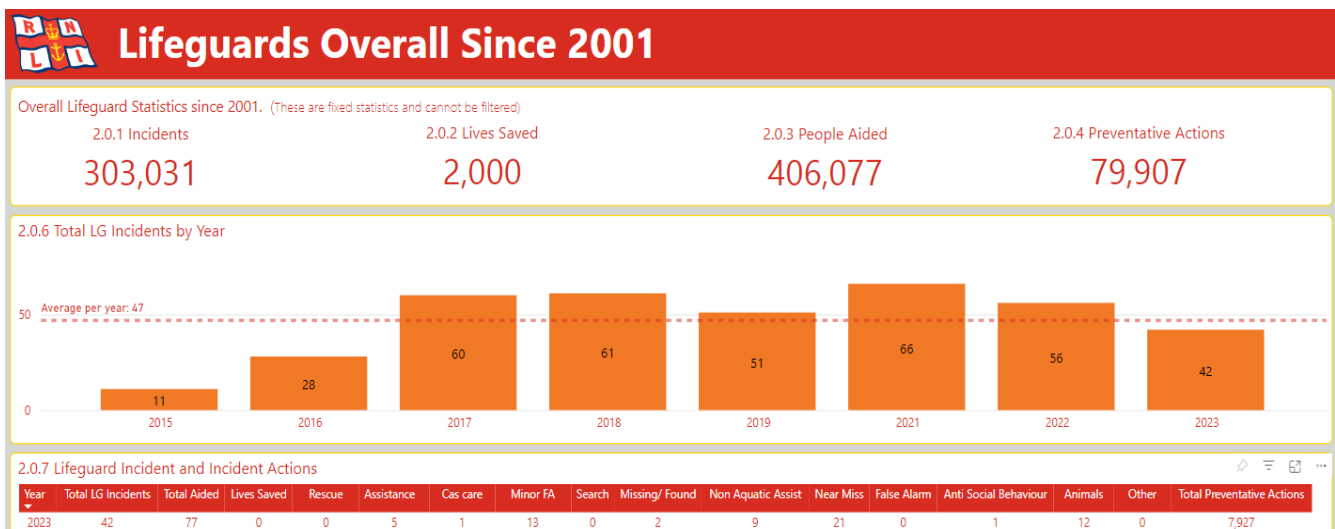 R N
L I
Lifeguards Overall Since 2001
Overall Lifeguard Statistics since 2001. (These are fixed statistics and cannot be filtered)
2.0.1 Incidents 2.0.2 Lives Saved 2.0.3 People Aided 2.0.4 Preventative Actions
303,031 2,000 406,077 79,907
2.0.6 Total LG Incidents by Year
Average per year: 47
50
60 61 51 66 56 42
28
11
0
2015 2016 2017 2018 2019 2021 2022 2023
2.0.7 Lifeguard Incident and Incident Actions
Year Total LG Incidents Total Aided Lives Saved Rescue Assistance Cas care Minor FA Search Missing/ Found Non Aquatic Assist Near Miss False Alarm Anti Social Behaviour Animals Other Total Preventative Actions
2023 42 77 0 0 5 1 13 0 2 9 21 0 1 12 0 7,927